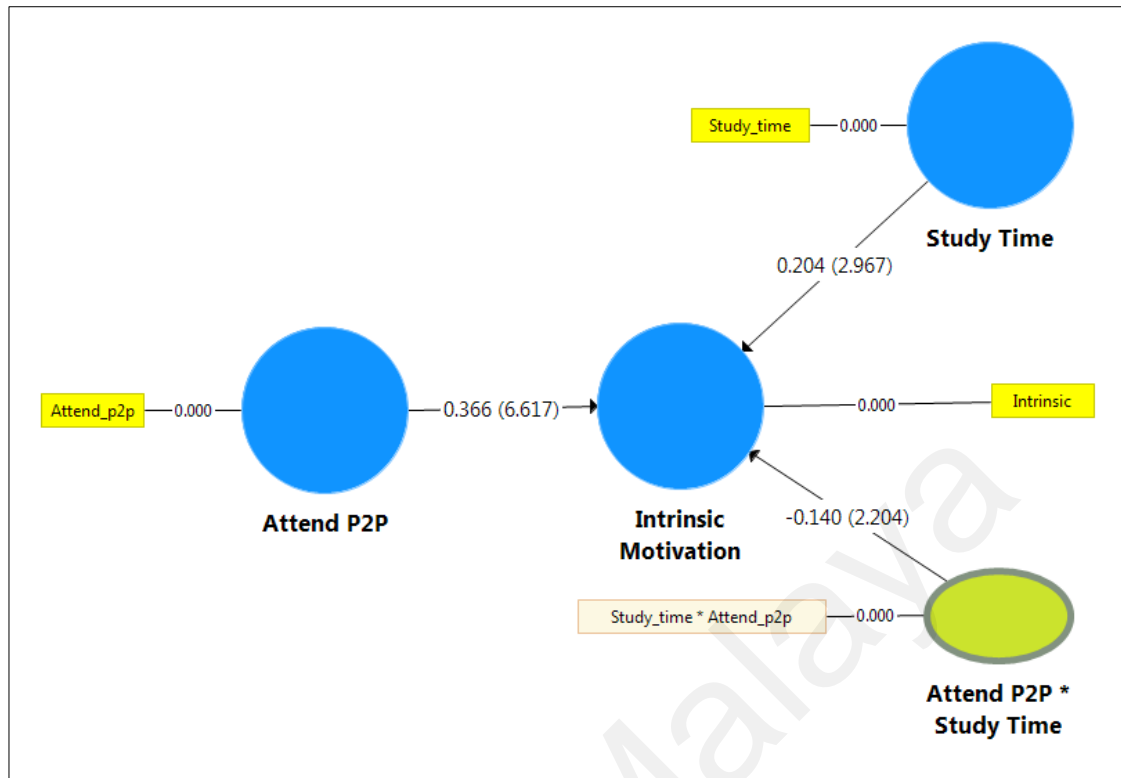 Study_time
0.000
Study Time
0.204 (2.967)
Attend_p2p
0.000
0.366 (6.617)
0.000
Intrinsic
Attend P2P
Intrinsic
Motivation
-0.140 (2.204)
Study_time * Attend_p2p
0.000
Attend P2P *
Study Time
Malaya